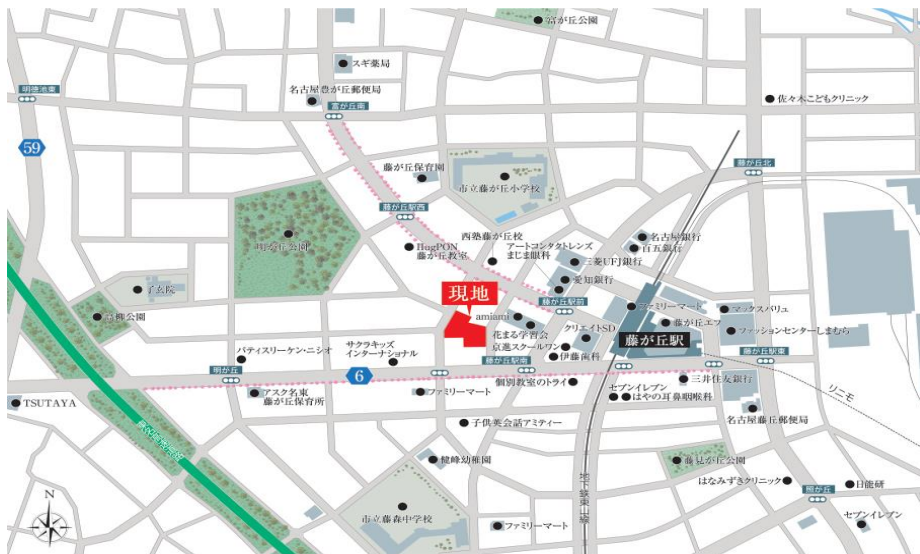 富が丘公園
スギ薬局
名古屋豊が丘郵便局
明徳池東
富が丘南
佐々木こどもクリニック
59
藤が丘保育園
市立藤が丘小学校
藤が丘北
藤が丘駅西
明が丘公園
HugPON
藤が丘教室
西塾藤が丘校
アートコンタクトレンズ
まじま眼科
名古屋銀行
百五銀行
三菱UFJ銀行
愛知銀行
了玄院
高柳公園
現地
藤が丘駅前
ファミリーマート
マックスバリュ
amiami
花まる学習会
京進スクールワン
クリエイトSD
藤が丘エフ
ファッションセンターしまむら
藤が丘駅
伊藤歯科
藤が丘駅南
藤が丘駅東
パティスリーケン・ニシオ
サクラキッズ
インターナショナル
明が丘
6
個別教室のトライ
三井住友銀行
リニモ
TSUTAYA
アスク名東
藤が丘保育所
ファミリーマート
セブンイレブン
はやの耳鼻咽喉科
名古屋藤丘郵便局
子供英会話アミティー
健峰幼稚園
藤見が丘公園
はなみずきクリニック
照が丘
日能研
地下鉄東山線
N
市立藤森中学校
ファミリーマート
セブンイレブン